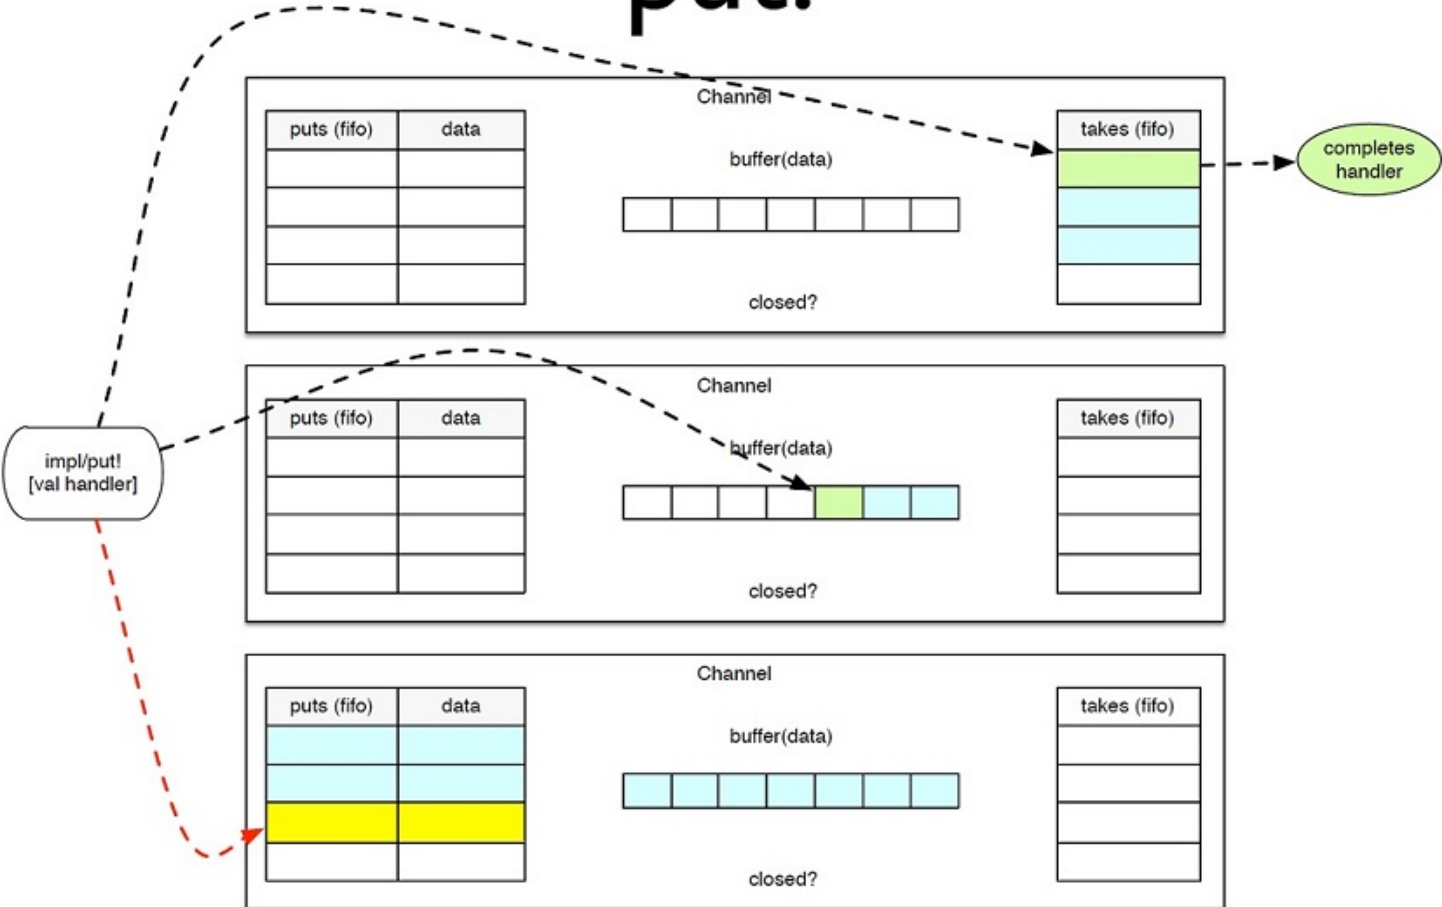 put!
Channel
puts (fifo) data
takes (fifo)
buffer(data)
completes
handler
closed?
Channel
puts (fifo) data
takes (fifo)
buffer(data)
impl/put!
[val handler]
closed?
Channel
puts (fifo) data
takes (fifo)
buffer(data)
closed?